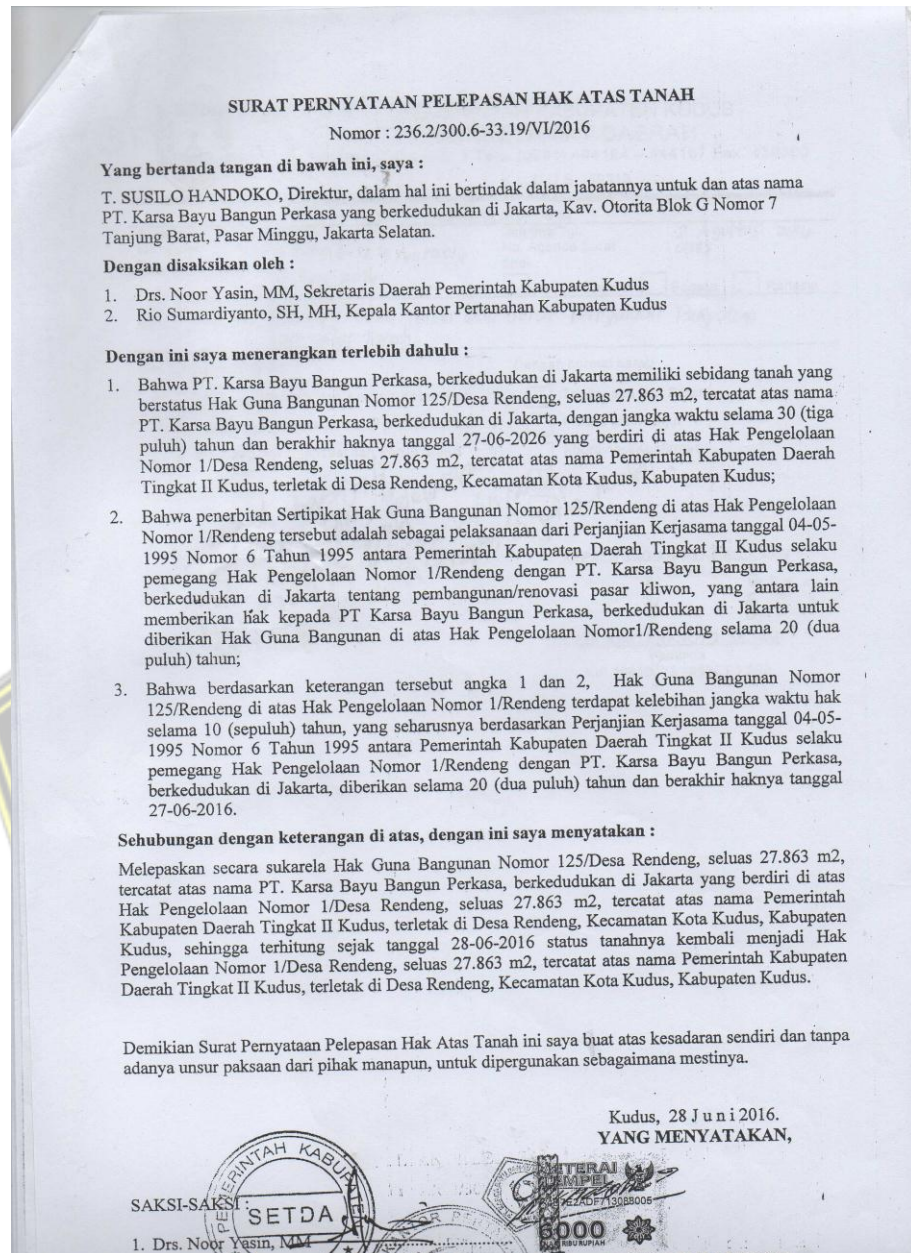 SURAT PERNYATAAN PELEPASAN HAK ATAS TANAH
Nomor : 236.2/300.6-33.19/VI/2016
Yang bertanda tangan di bawah ini, saya :
T. SUSILO HANDOKO, Direktur, dalam hal ini bertindak dalam jabatannya untuk dan atas nama
PT. Karsa Bayu Bangun Perkasa yang berkedudukan di Jakarta, Kav. Otorita Blok G Nomor 7
Tanjung Barat, Pasar Minggu, Jakarta Selatan.
Dengan disaksikan oleh :
1. Drs. Noor Yasin, MM, Sekretaris Daerah Pemerintah Kabupaten Kudus
2. Rio Sumardiyanto, SH, MH, Kepala Kantor Pertanahan Kabupaten Kudus
Dengan ini saya menerangkan terlebih dahulu :
1. Bahwa PT. Karsa Bayu Bangun Perkasa, berkedudukan di Jakarta memiliki sebidang tanah yang
berstatus Hak Guna Bangunan Nomor 125/Desa Rendeng, seluas 27.863 m2, tercatat atas nama
PT. Karsa Bayu Bangun Perkasa, berkedudukan di Jakarta, dengan jangka waktu selama 30 (tiga
puluh) tahun dan berakhir haknya tanggal 27-06-2026 yang berdiri di atas Hak Pengelolaan
Nomor 1/Desa Rendeng, seluas 27.863 m2, tercatat atas nama Pemerintah Kabupaten Daerah
Tingkat II Kudus, terletak di Desa Rendeng, Kecamatan Kota Kudus, Kabupaten Kudus;
2. Bahwa penerbitan Sertipikat Hak Guna Bangunan Nomor 125/Rendeng di atas Hak Pengelolaan
Nomor 1/Rendeng tersebut adalah sebagai pelaksanaan dari Perjanjian Kerjasama tanggal 04-05-
1995 Nomor 6 Tahun 1995 antara Pemerintah Kabupaten Daerah Tingkat II Kudus selaku
pemegang Hak Pengelolaan Nomor 1/Rendeng dengan PT. Karsa Bayu Bangun Perkasa,
berkedudukan di Jakarta tentang pembangunan/renovasi pasar kliwon, yang antara lain
memberikan hak kepada PT Karsa Bayu Bangun Perkasa, berkedudukan di Jakarta untuk
diberikan Hak Guna Bangunan di atas Hak Pengelolaan Nomor1/Rendeng selama 20 (dua
puluh) tahun;
3. Bahwa berdasarkan keterangan tersebut angka 1 dan 2, Hak Guna Bangunan Nomor
125/Rendeng di atas Hak Pengelolaan Nomor 1/Rendeng terdapat kelebihan jangka waktu hak
selama 10 (sepuluh) tahun, yang seharusnya berdasarkan Perjanjian Kerjasama tanggal 04-05-
1995 Nomor 6 Tahun 1995 antara Pemerintah Kabupaten Daerah Tingkat II Kudus selaku
pemegang Hak Pengelolaan Nomor 1/Rendeng dengan PT. Karsa Bayu Bangun Perkasa,
berkedudukan di Jakarta, diberikan selama 20 (dua puluh) tahun dan berakhir haknya tanggal
27-06-2016.
Sehubungan dengan keterangan di atas, dengan ini saya menyatakan :
Melepaskan secara sukarela Hak Guna Bangunan Nomor 125/Desa Rendeng, seluas 27.863 m2,
tercatat atas nama PT. Karsa Bayu Bangun Perkasa, berkedudukan di Jakarta yang berdiri di atas
Hak Pengelolaan Nomor 1/Desa Rendeng, seluas 27.863 m2, tercatat atas nama Pemerintah
Kabupaten Daerah Tingkat II Kudus, terletak di Desa Rendeng, Kecamatan Kota Kudus, Kabupaten
Kudus, sehingga terhitung sejak tanggal 28-06-2016 status tanahnya kembali menjadi Hak
Pengelolaan Nomor 1/Desa Rendeng, seluas 27.863 m2, tercatat atas nama Pemerintah Kabupaten
Daerah Tingkat II Kudus, terletak di Desa Rendeng, Kecamatan Kota Kudus, Kabupaten Kudus.
Demikian Surat Pernyataan Pelepasan Hak Atas Tanah ini saya buat atas kesadaran sendiri dan tanpa
adanya unsur paksaan dari pihak manapun, untuk dipergunakan sebagaimana mestinya.
Kudus, 28 J u n i 2016.
YANG MENYATAKAN,
PEMERINTAH KABUPATEN
SETDA
METERAI
TEMPEL
6000
SAKSI-SAKSI :
1. Drs. Noor Yasin, MM
KANTOR